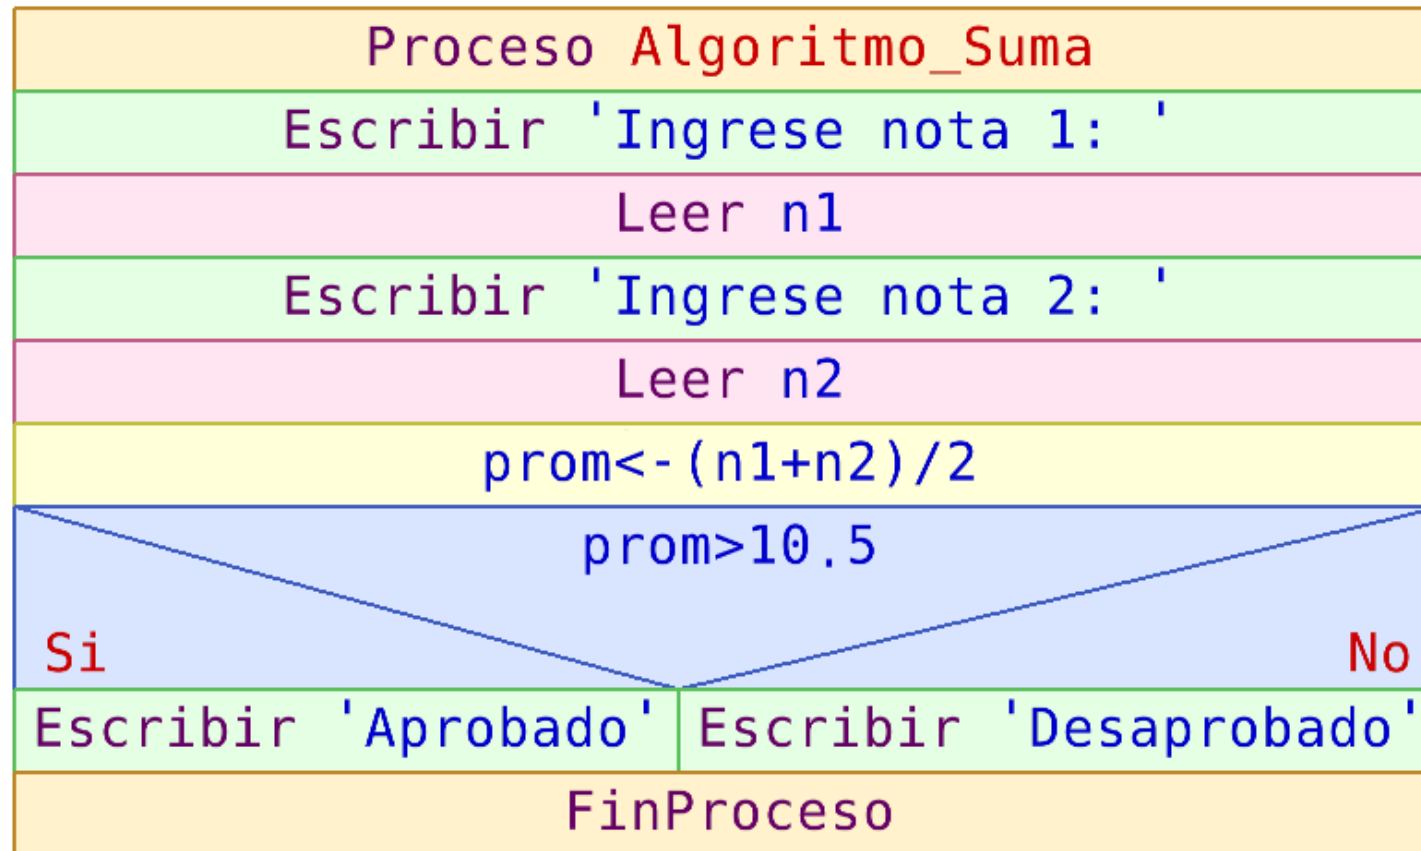 Proceso Algoritmo_Suma
Escribir 'Ingrese nota 1: '
Leer n1
Escribir 'Ingrese nota 2: '
Leer n2
prom<-(n1+n2)/2
prom>10.5
Si
No
Escribir 'Aprobado'
Escribir 'Desaprobado'
FinProceso